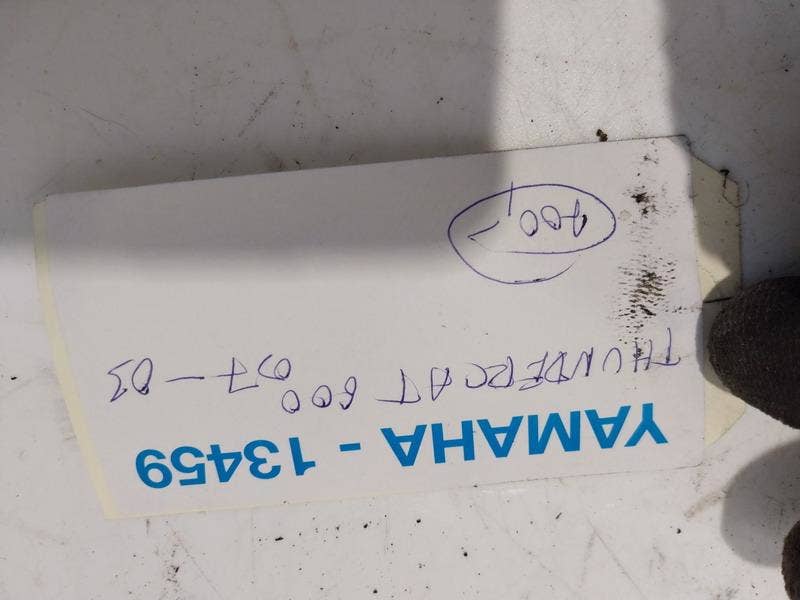 YAMAHA - 13459
THUNDERCAT 600 97-03
100,-